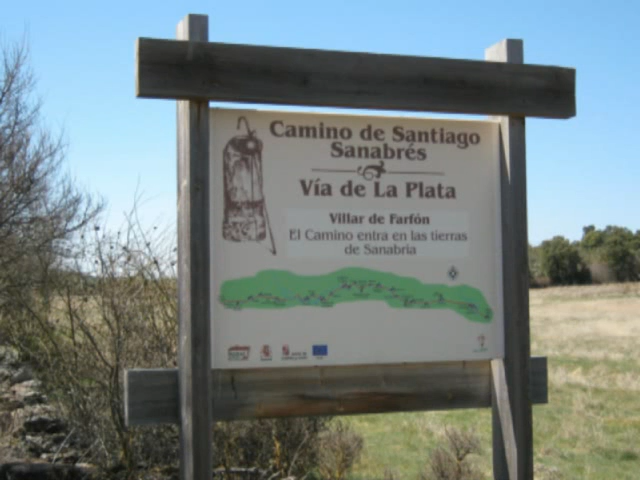 Camino de Santiago
Sanabrés
Vía de La Plata
Villar de Farfón
El Camino entra en las tierras
de Sanabria